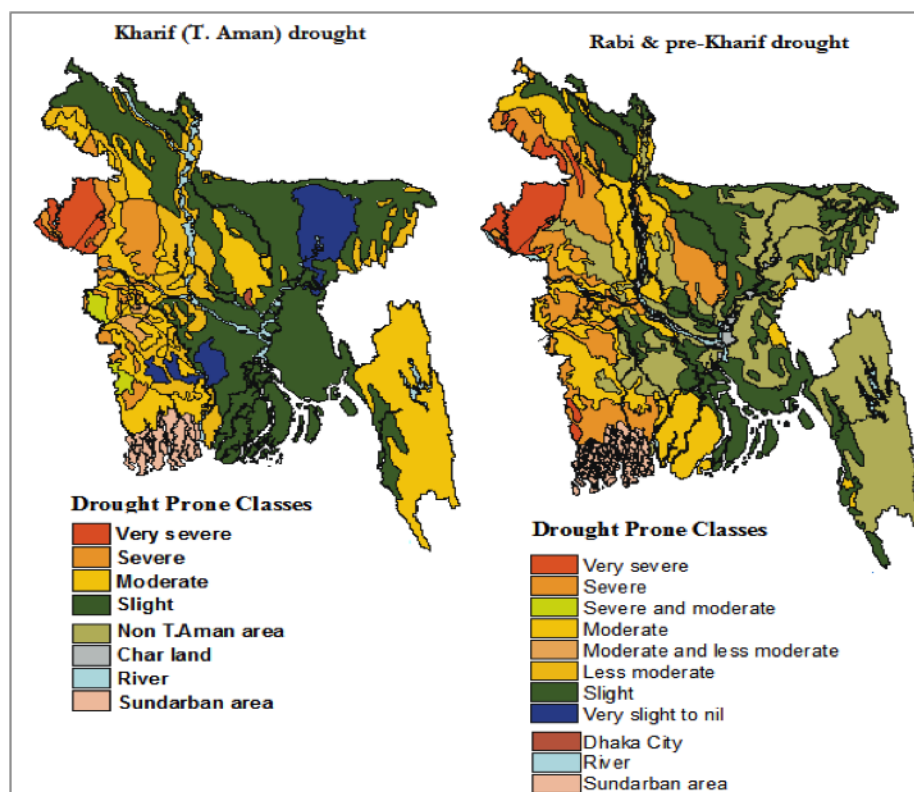 Kharif (T. Aman) drought
Drought Prone Classes
Very severe
Severe
Moderate
Slight
Non T.Aman area
Char land
River
Sundarban area
Rabi & pre-Kharif drought
Drought Prone Classes
Very severe
Severe
Severe and moderate
Moderate
Moderate and less moderate
Less moderate
Slight
Very slight to nil
Dhaka City
River
Sundarban area